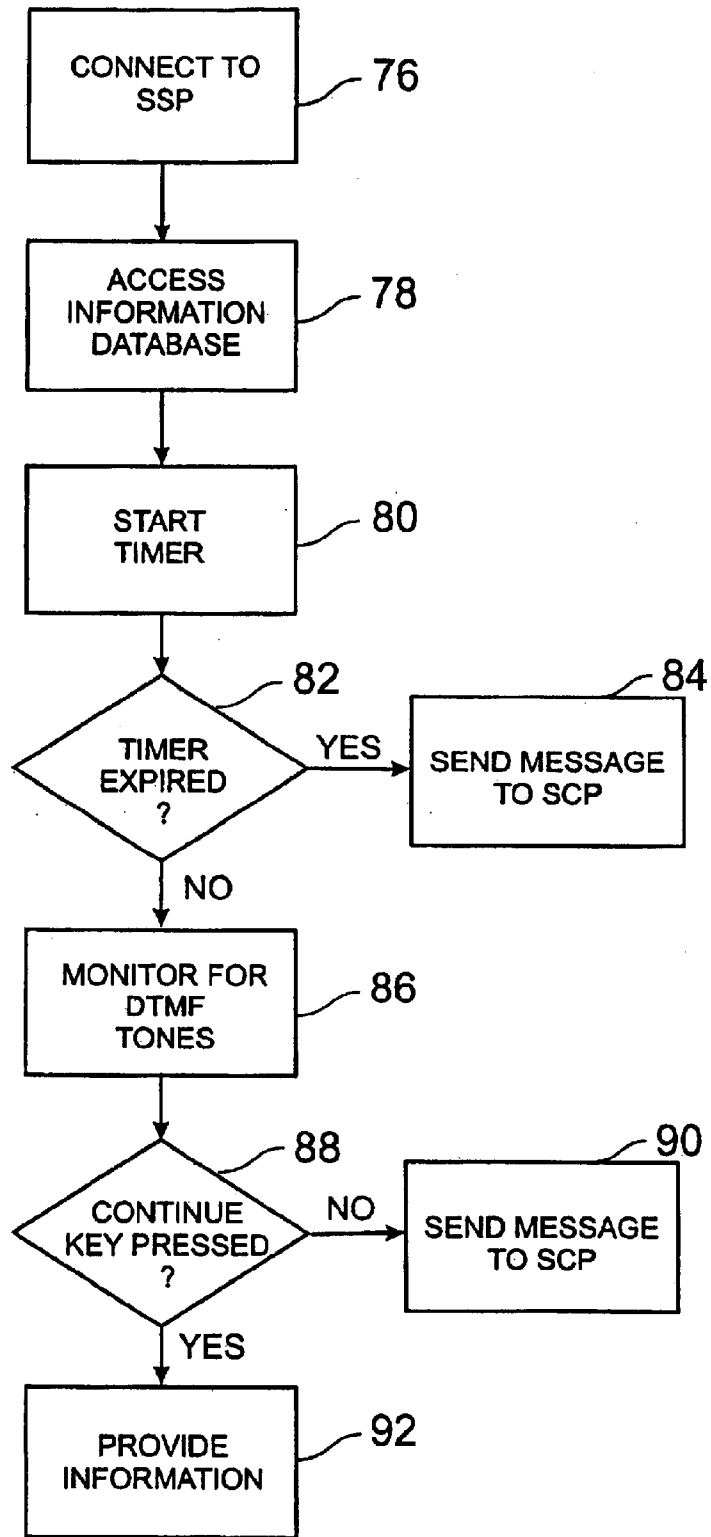 CONNECT TO
SSP
76
ACCESS
INFORMATION
DATABASE
78
START
TIMER
80
82
TIMER
EXPIRED
?
YES
84
SEND MESSAGE
TO SCP
NO
MONITOR FOR
DTMF
TONES
86
88
CONTINUE
KEY PRESSED
?
NO
90
SEND MESSAGE
TO SCP
YES
PROVIDE
INFORMATION
92